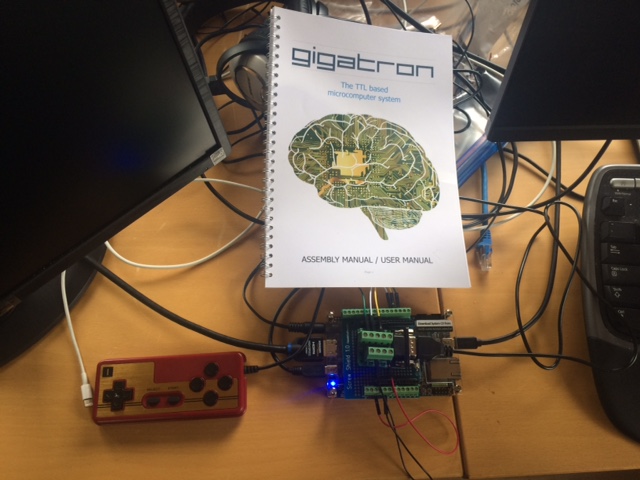 gigatron
The TTL based
microcomputer system
ASSEMBLY MANUAL / USER MANUAL
Screw Shield 1.0